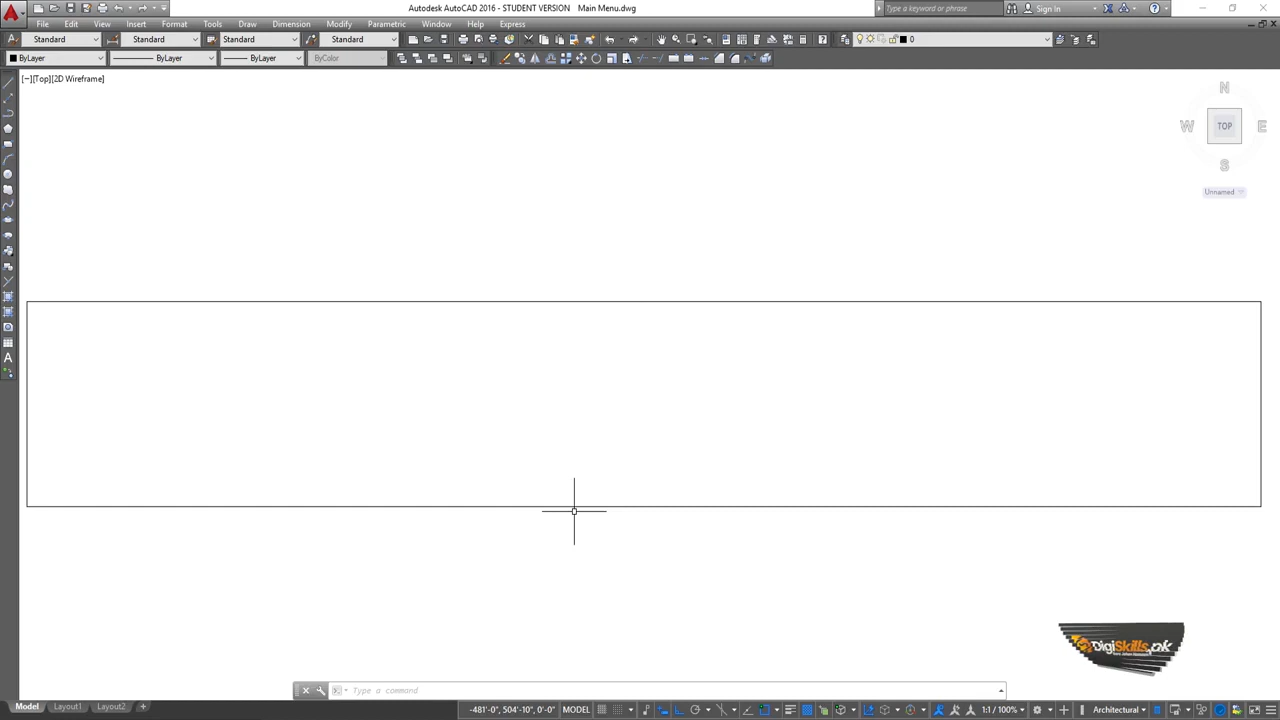 Autodesk AutoCAD 2016 - STUDENT VERSION Main Menu.dwg
Type a keyword or phrase
Sign In
File Edit View Insert Format Tools Draw Dimension Modify Parametric Window Help Express
Standard Standard Standard Standard 0
ByLayer ByLayer ByLayer ByColor
[−][Top][2D Wireframe]
N
W TOP E
S
Unnamed
DigiSkills.pk
Type a command
Model Layout1 Layout2 + -481'-0", 504'-10", 0'-0" MODEL 1:1 / 100% Architectural